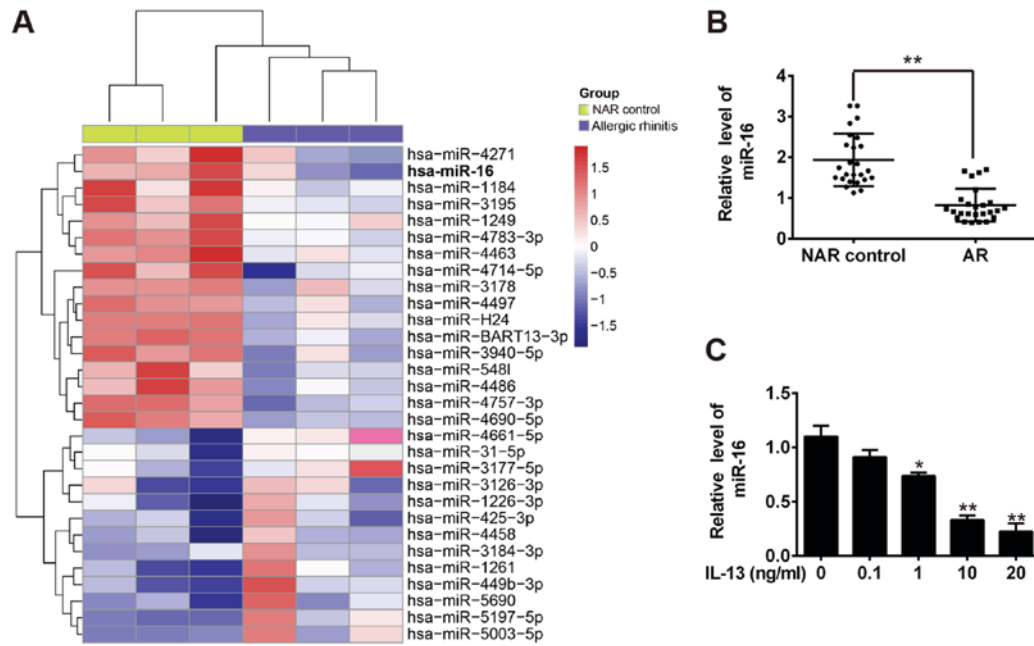 A
Group
NAR control
Allergic rhinitis
1.5
1
0.5
0
−0.5
−1
−1.5
hsa−miR−4271
hsa−miR−16
hsa−miR−1184
hsa−miR−3195
hsa−miR−1249
hsa−miR−4783−3p
hsa−miR−4463
hsa−miR−4714−5p
hsa−miR−3178
hsa−miR−4497
hsa−miR−H24
hsa−miR−BART13−3p
hsa−miR−3940−5p
hsa−miR−548l
hsa−miR−4486
hsa−miR−4757−3p
hsa−miR−4690−5p
hsa−miR−4661−5p
hsa−miR−31−5p
hsa−miR−3177−5p
hsa−miR−3126−3p
hsa−miR−1226−3p
hsa−miR−425−3p
hsa−miR−4458
hsa−miR−3184−3p
hsa−miR−1261
hsa−miR−449b−3p
hsa−miR−5690
hsa−miR−5197−5p
hsa−miR−5003−5p
B
**
Relative level of
miR-16
4
3
2
1
0
NAR control AR
C
Relative level of
miR-16
1.5
1.0
0.5
0.0
* ** **
IL-13 (ng/ml) 0 0.1 1 10 20